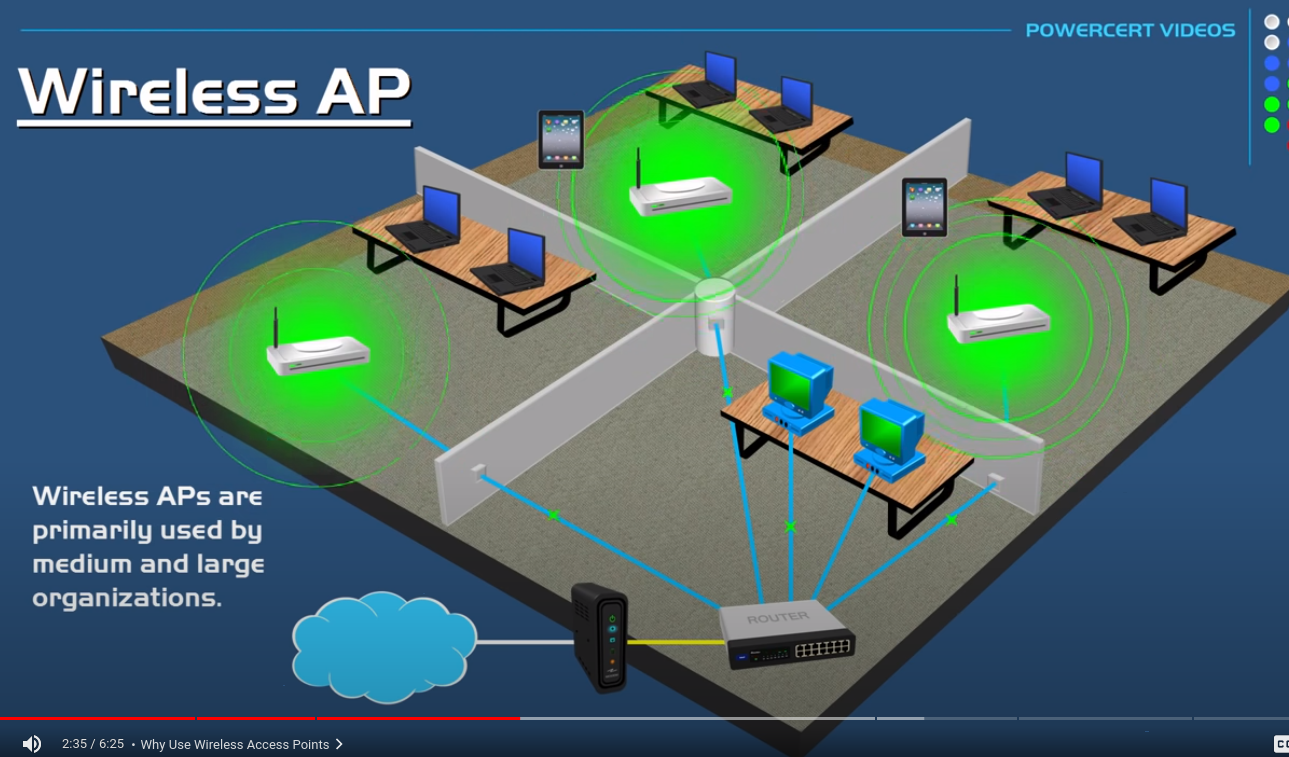 POWERCERT VIDEOS
Wireless AP
Wireless APs are
primarily used by
medium and large
organizations.
ROUTER
2:35 / 6:25 • Why Use Wireless Access Points